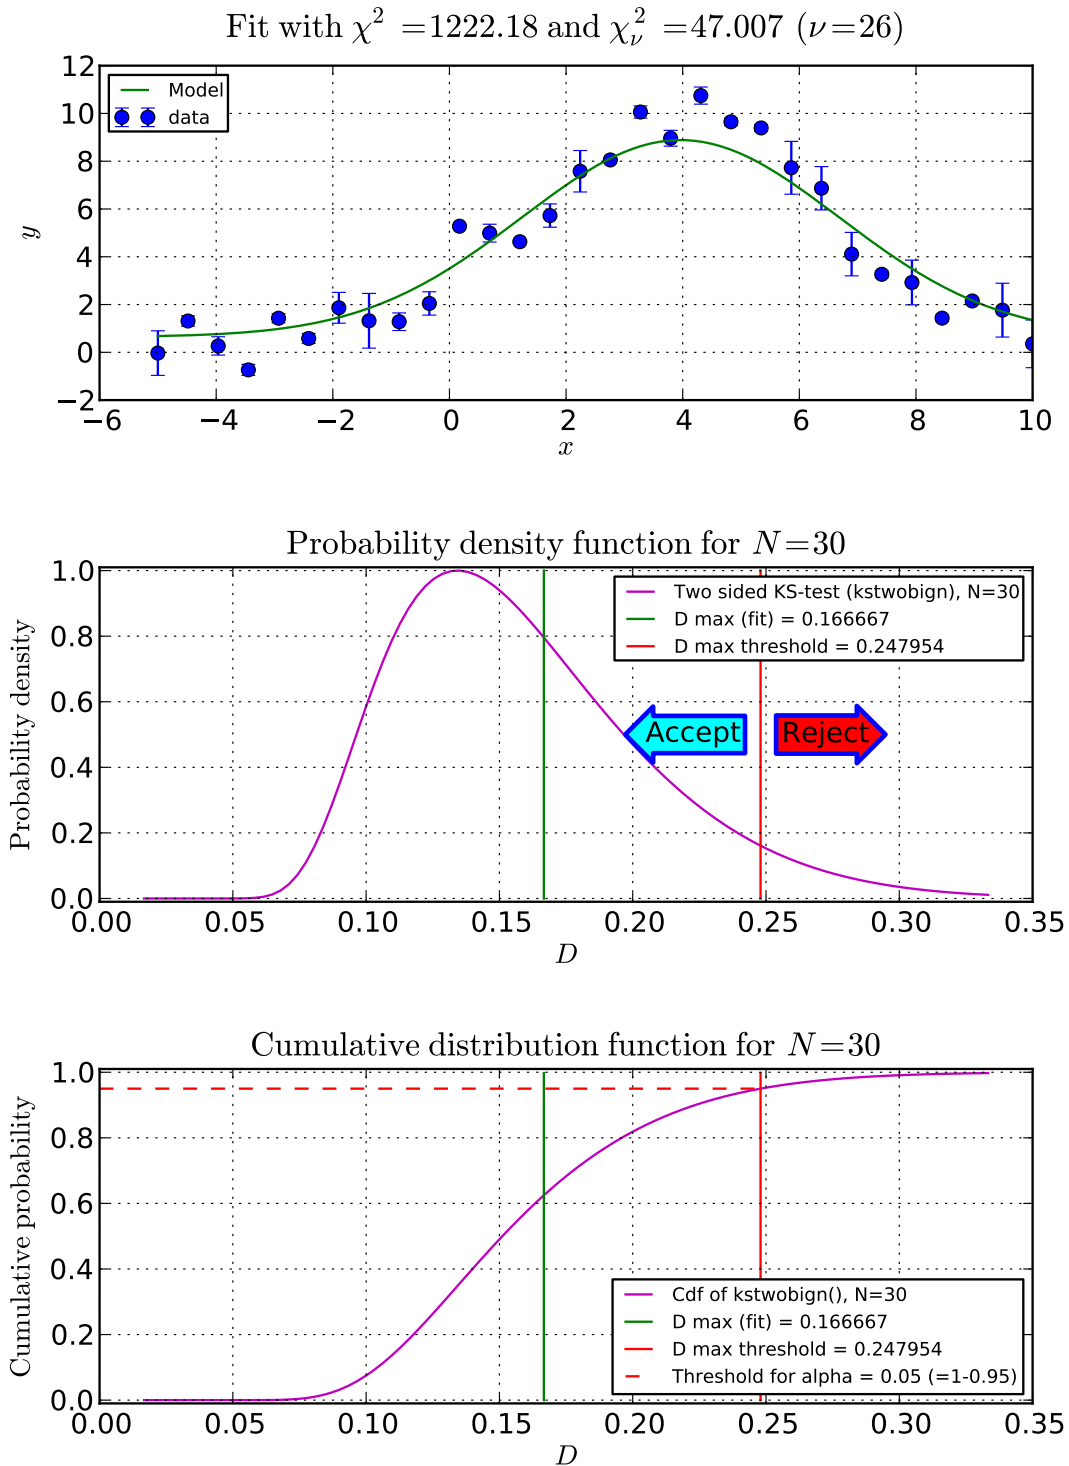 Fit with χ² =1222.18 and χ²ᵥ =47.007 (ν=26)
12
10
8
6
4
2
0
−2
y
Model
data
−6
−4
−2
0
2
4
6
8
10
x
Probability density function for N=30
1.0
0.8
0.6
0.4
0.2
0.0
Probability density
Two sided KS-test (kstwobign), N=30
D max (fit) = 0.166667
D max threshold = 0.247954
Accept
Reject
0.00
0.05
0.10
0.15
0.20
0.25
0.30
0.35
D
Cumulative distribution function for N=30
1.0
0.8
0.6
0.4
0.2
0.0
Cumulative probability
Cdf of kstwobign(), N=30
D max (fit) = 0.166667
D max threshold = 0.247954
Threshold for alpha = 0.05 (=1-0.95)
0.00
0.05
0.10
0.15
0.20
0.25
0.30
0.35
D